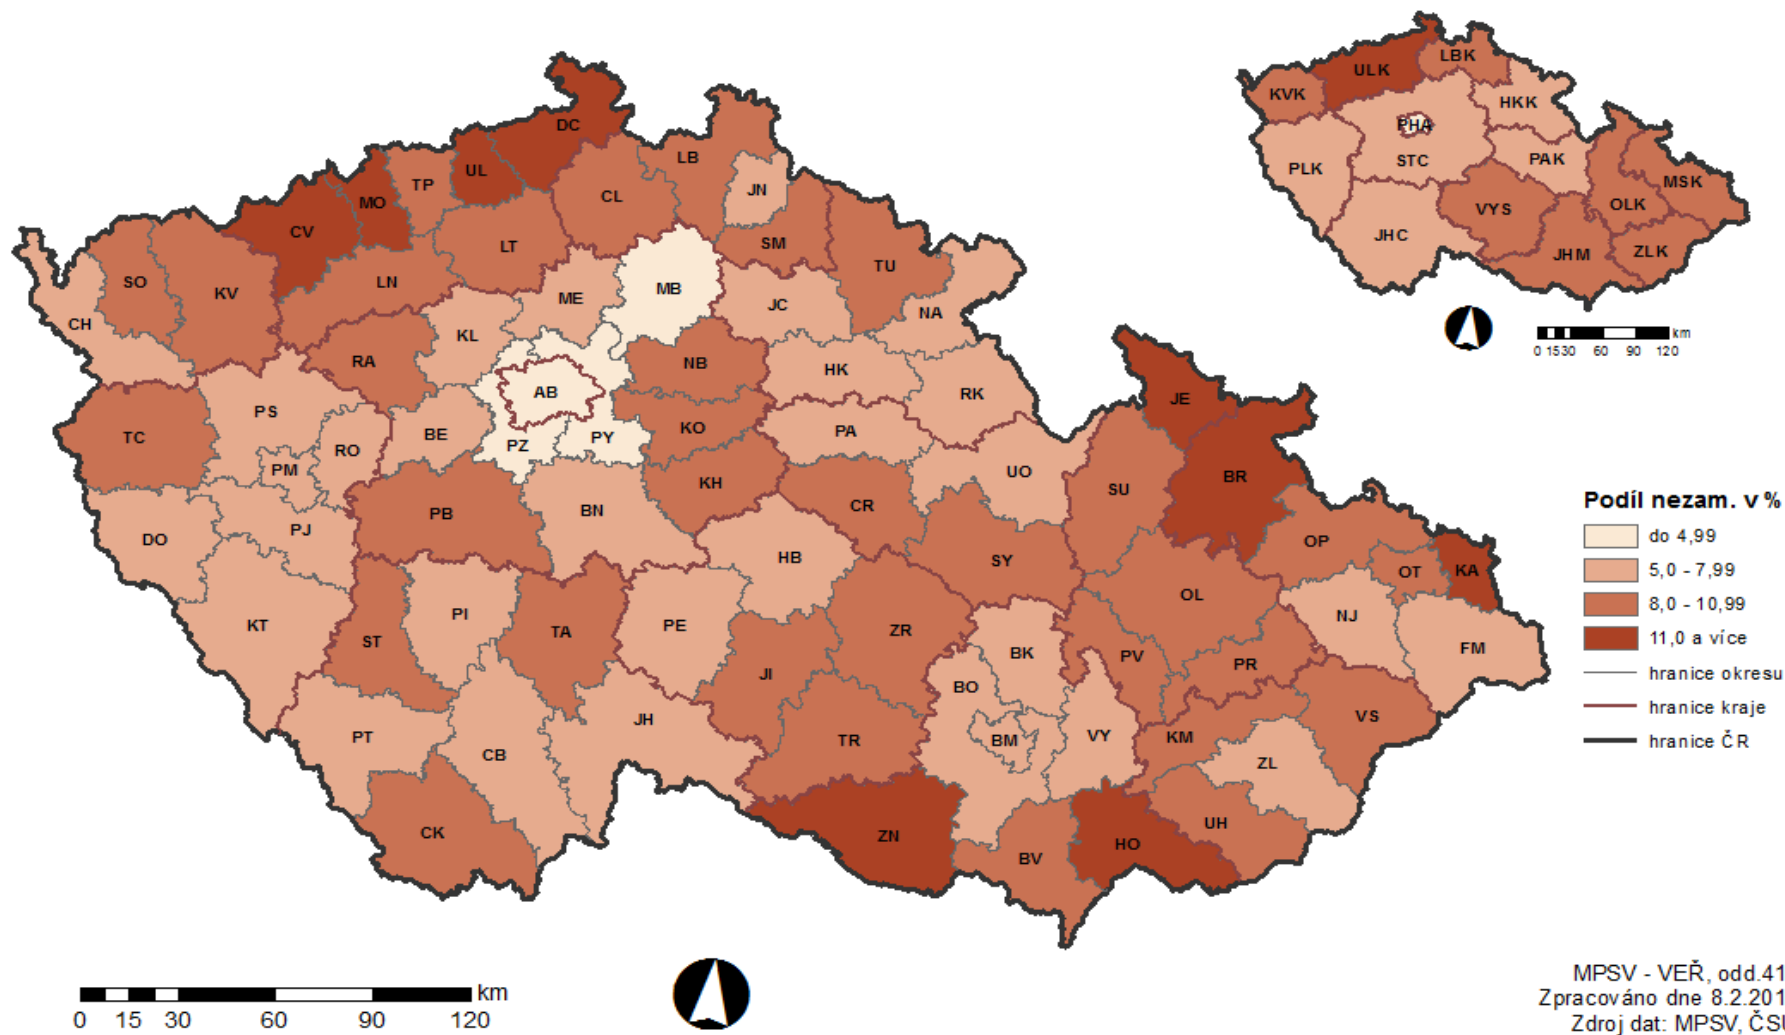 DC
LB
UL
TP
JN
MO
CL
CV
SM
LT
TU
SO
KV
LN
MB
ME
JC
CH
NA
KL
RA
NB
HK
AB
RK
JE
PS
TC
BE
KO
PA
PZ
PY
RO
PM
UO
BR
KH
SU
CR
PB
BN
DO
PJ
OP
HB
SY
OT
KA
OL
PI
KT
ST
TA
PE
ZR
NJ
FM
BK
PV
PR
JI
BO
JH
VS
PT
TR
BM
VY
KM
CB
ZL
CK
ZN
UH
HO
BV
LBK
ULK
KVK
HKK
PHA
STC
PAK
PLK
MSK
OLK
VYS
JHC
JHM
ZLK
km
0 15 30 60 90 120
Podíl nezam. v %
do 4,99
5,0 - 7,99
8,0 - 10,99
11,0 a více
hranice okresu
hranice kraje
hranice ČR
km
0 15 30 60 90 120
MPSV - VEŘ, odd.41
Zpracováno dne 8.2.201
Zdroj dat: MPSV, ČSÚ